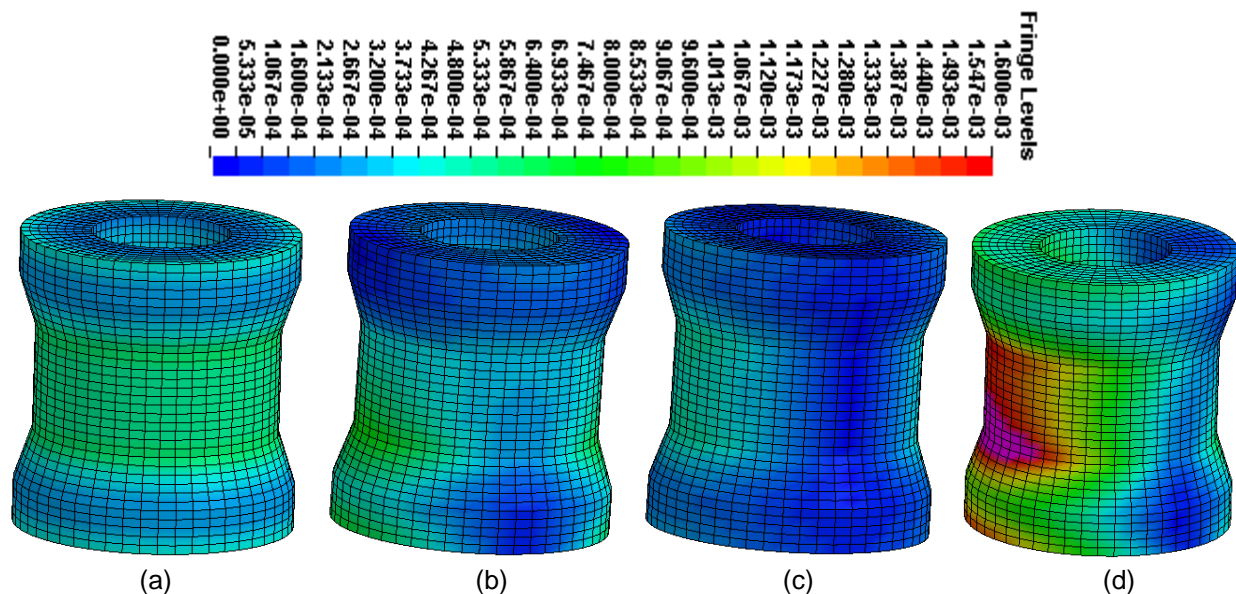 0.000e+00
5.333e-05
1.067e-04
1.600e-04
2.133e-04
2.667e-04
3.200e-04
3.733e-04
4.267e-04
4.800e-04
5.333e-04
5.867e-04
6.400e-04
6.933e-04
7.467e-04
8.000e-04
8.533e-04
9.067e-04
9.600e-04
1.013e-03
1.067e-03
1.120e-03
1.173e-03
1.227e-03
1.280e-03
1.333e-03
1.387e-03
1.440e-03
1.493e-03
1.547e-03
1.600e-03
Fringe Levels
(a)
(b)
(c)
(d)